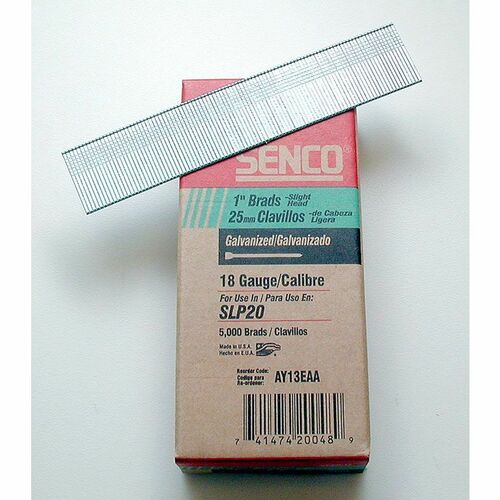 SENCO®
1" Brads -Slight Head
25mm Clavillos -de Cabeza Ligera
Galvanized/Galvanizado
18 Gauge/Calibre
For Use In / Para Uso En:
SLP20
5,000 Brads / Clavillos
Made in U.S.A.
Hecho en E.U.A.
Reorder Code:
Codigo para
Re-ordener:
AY13EAA
7 41474 20048 9